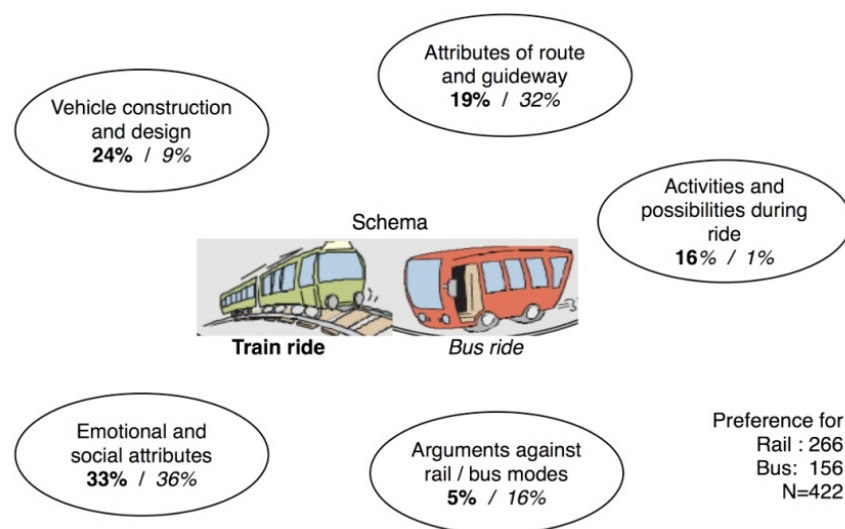 Attributes of route
and guideway
19% / 32%
Vehicle construction
and design
24% / 9%
Activities and
possibilities during
ride
16% / 1%
Schema
Train ride
Bus ride
Emotional and
social attributes
33% / 36%
Arguments against
rail / bus modes
5% / 16%
Preference for
Rail : 266
Bus: 156
N=422